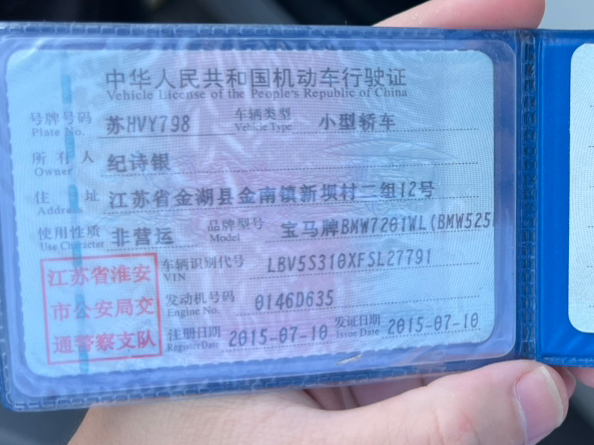 中华人民共和国机动车行驶证
Vehicle License of the People's Republic of China
号牌号码 苏HVY798 车辆类型 小型轿车
Plate No. Vehicle Type
所有人 纪诗银
Owner
住址 江苏省金湖县金南镇新坝村二组12号
Address
使用性质 非营运 品牌型号 宝马牌BMW7201WL(BMW525
Use Character Model
江苏省淮安
市公安局交
通警察支队
车辆识别代号 LBV5S310XFSL27791
VIN
发动机号码 0146D635
Engine No.
注册日期 2015-07-10 发证日期 2015-07-10
Register Date Issue Date